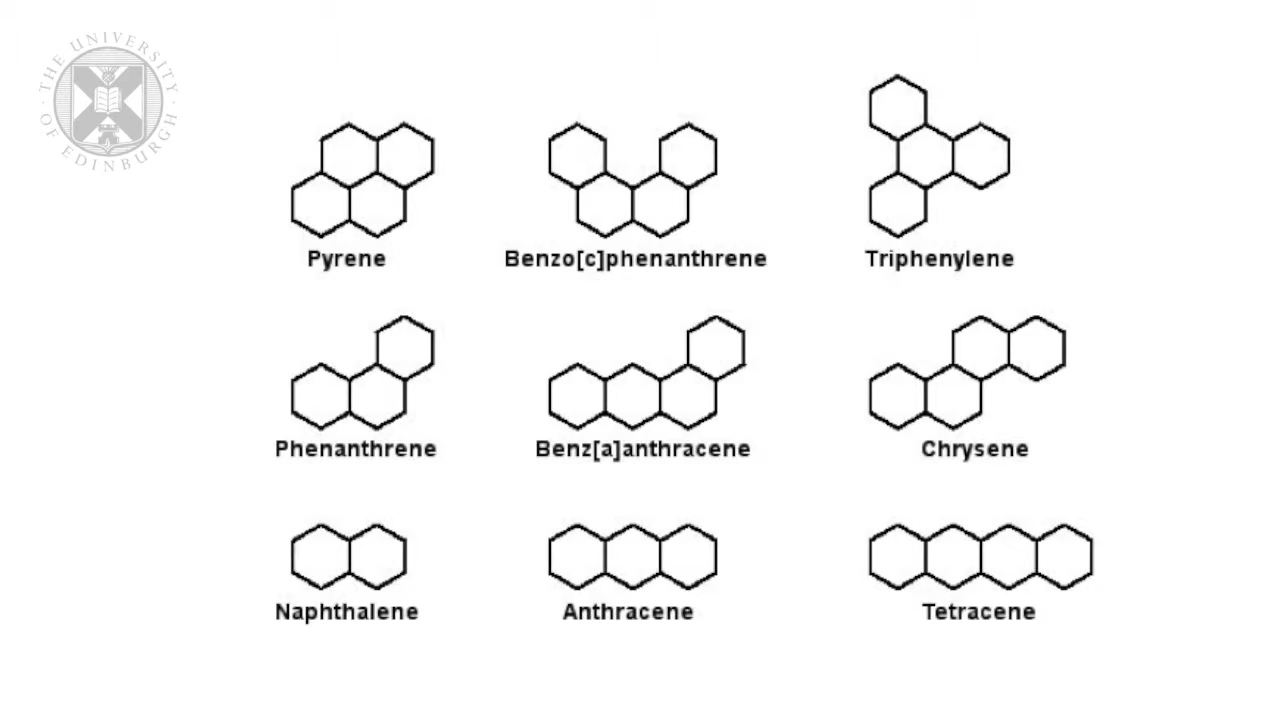 THE UNIVERSITY
OF EDINBURGH
Pyrene
Benzo[c]phenanthrene
Triphenylene
Phenanthrene
Benz[a]anthracene
Chrysene
Naphthalene
Anthracene
Tetracene